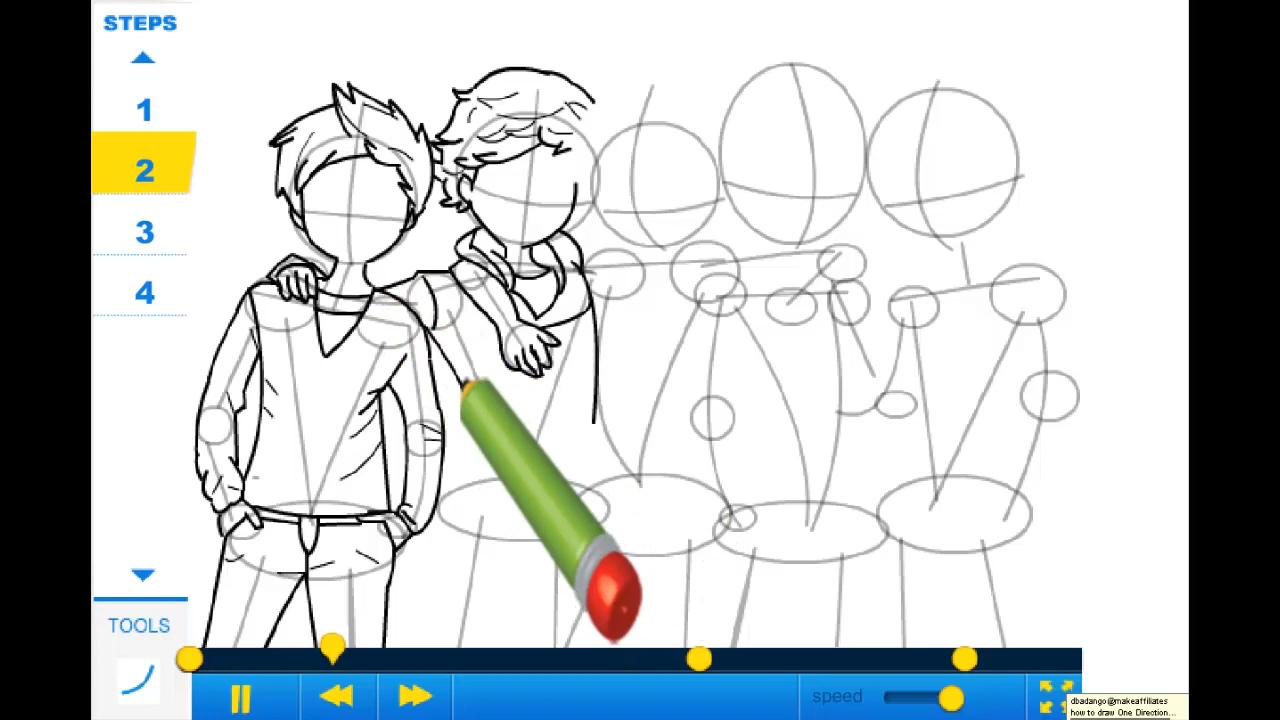 STEPS
1
2
3
4
TOOLS
speed
dbadango@makeaffiliates
how to draw One Direction...